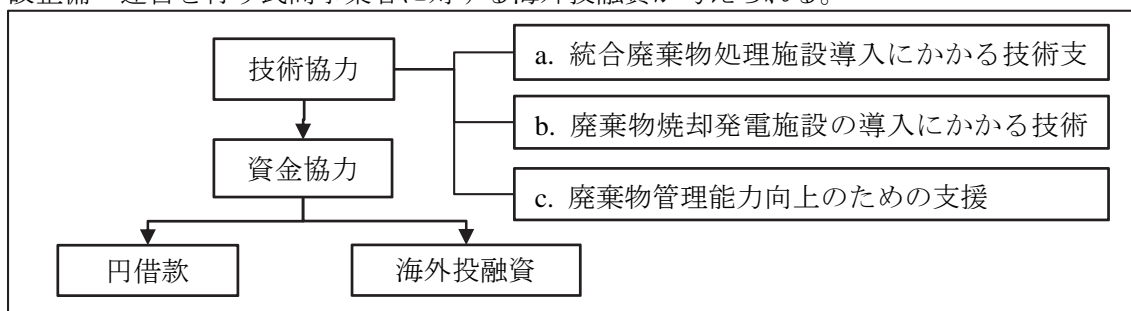 設整備・運営を行う民間事業者に対する海外投融資が考えられる。
技術協力
a. 統合廃棄物処理施設導入にかかる技術支
b. 廃棄物焼却発電施設の導入にかかる技術
資金協力
c. 廃棄物管理能力向上のための支援
円借款
海外投融資